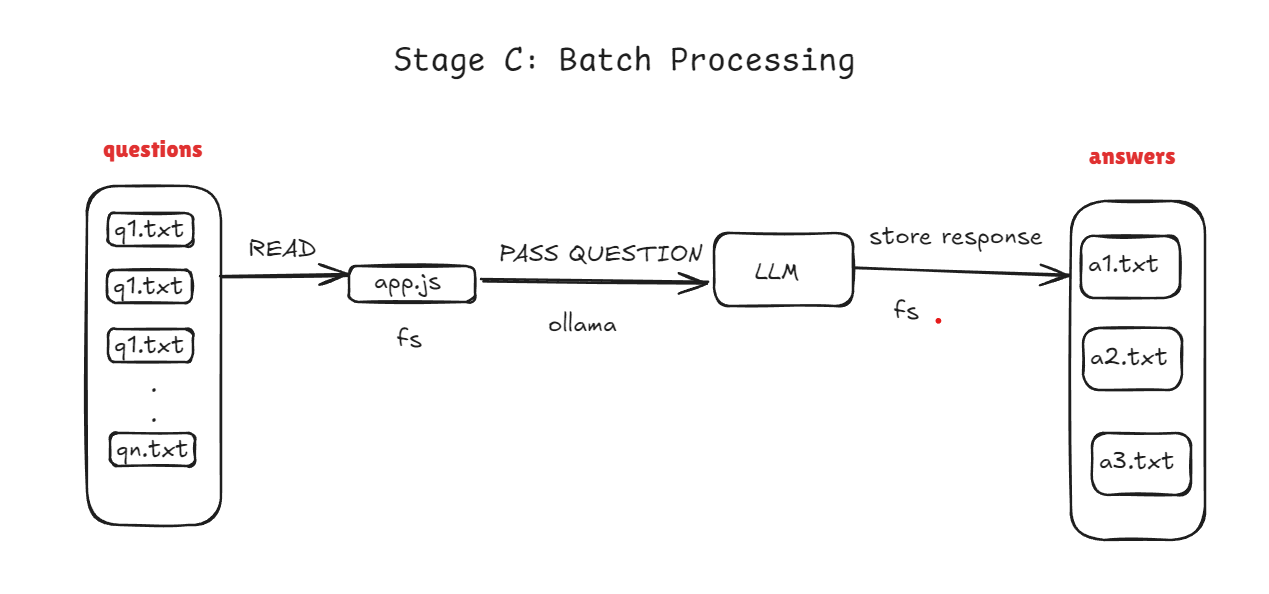 Stage C: Batch Processing
questions
q1.txt
q1.txt
q1.txt
.
.
qn.txt
READ
app.js
fs
PASS QUESTION
ollama
LLM
store response
fs
answers
a1.txt
a2.txt
a3.txt